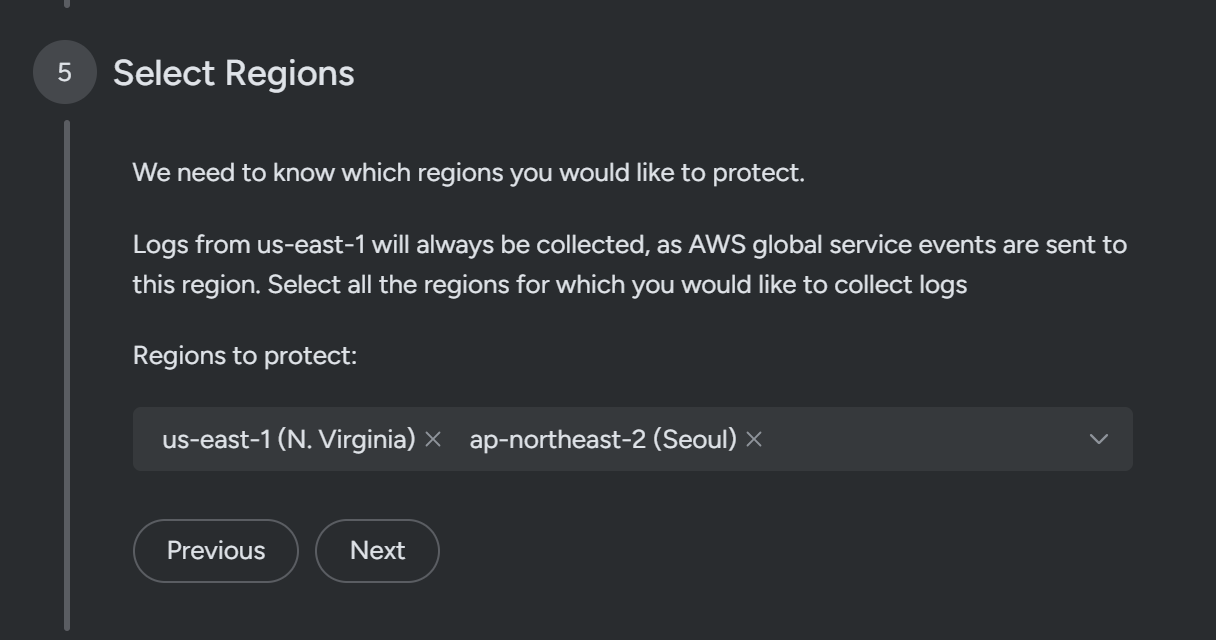 5
Select Regions
We need to know which regions you would like to protect.
Logs from us-east-1 will always be collected, as AWS global service events are sent to
this region. Select all the regions for which you would like to collect logs
Regions to protect:
us-east-1 (N. Virginia) × ap-northeast-2 (Seoul) ×
Previous Next